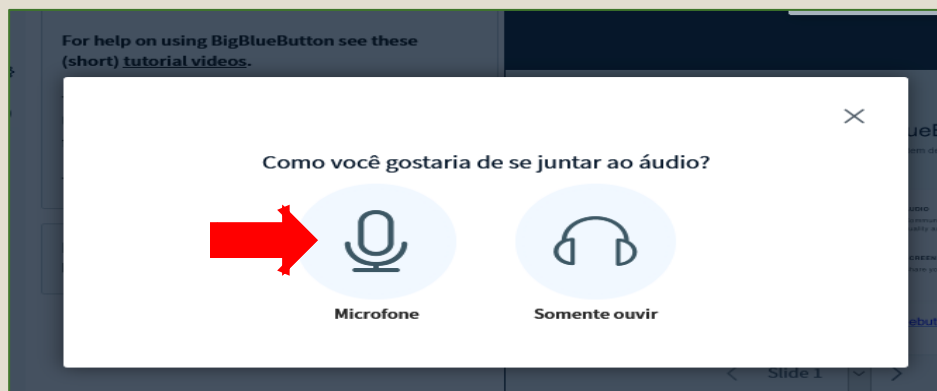 For help on using BigBlueButton see these
(short) tutorial videos.
Como você gostaria de se juntar ao áudio?
Microfone
Somente ouvir
Slide 1